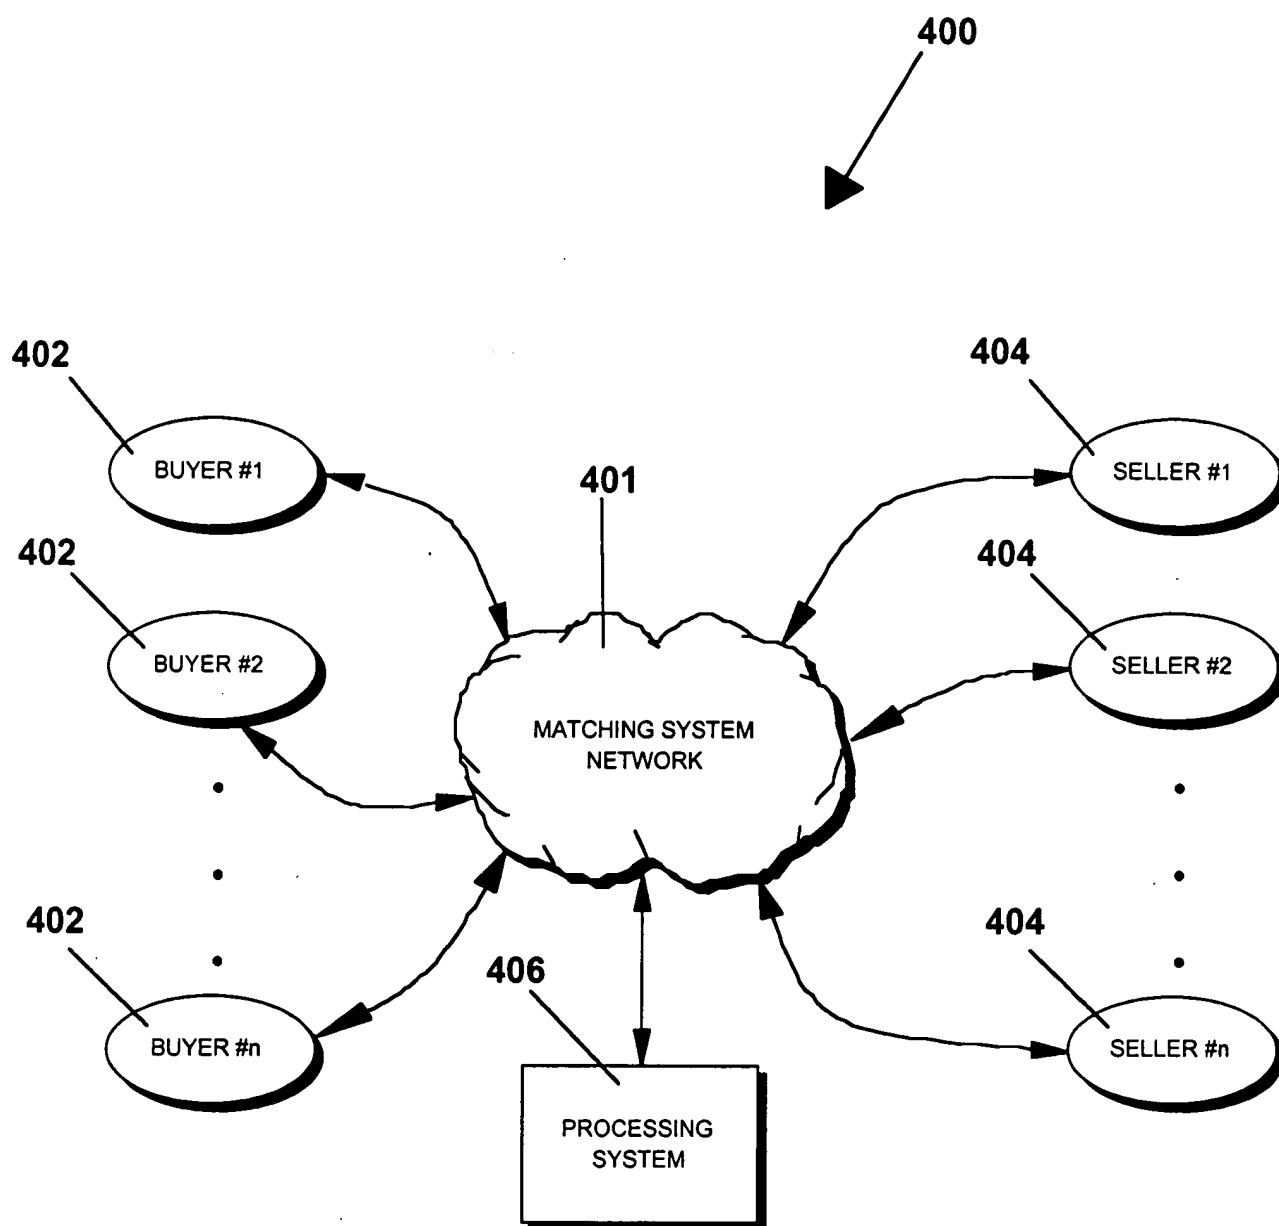 400
402
404
BUYER #1
SELLER #1
401
402
404
BUYER #2
SELLER #2
MATCHING SYSTEM
NETWORK
402
404
406
BUYER #n
SELLER #n
PROCESSING
SYSTEM